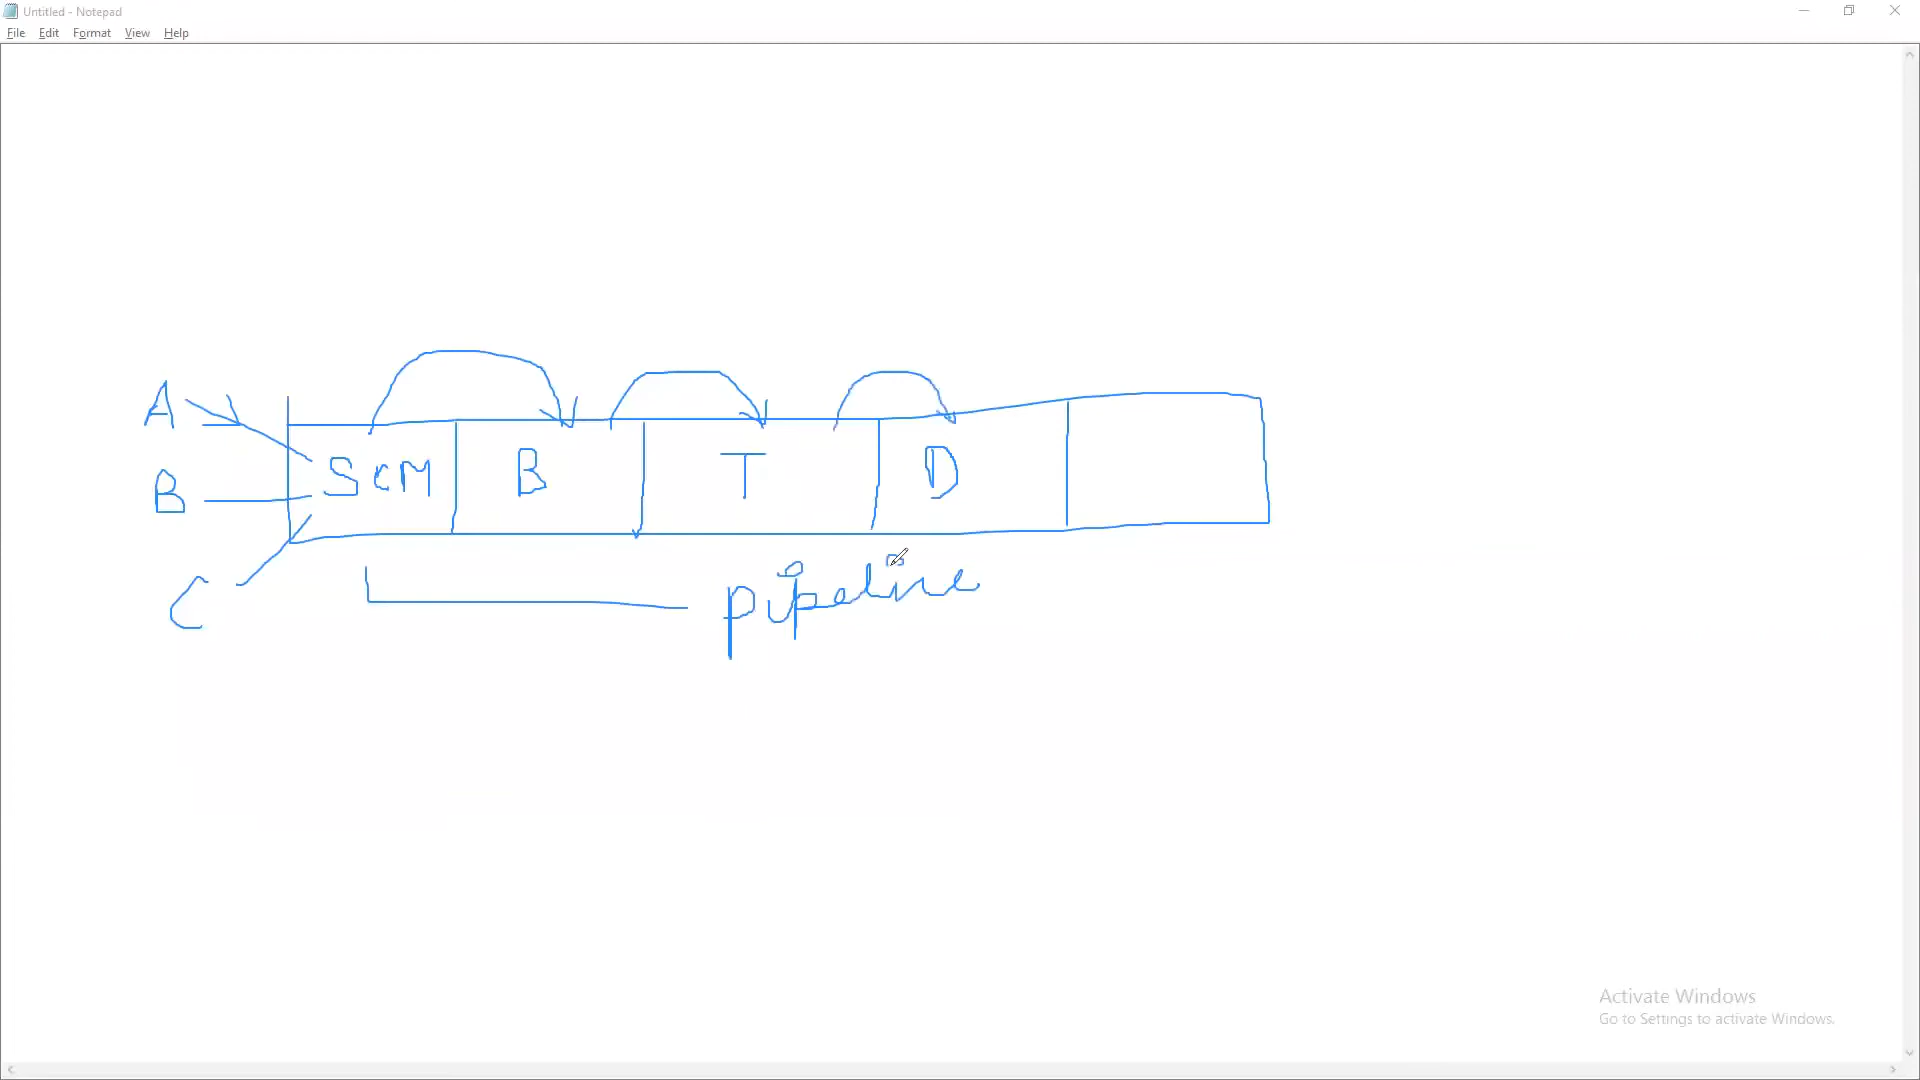 Untitled - Notepad
File Edit Format View Help
A
B
C
SCM B T D
pipeline
Activate Windows
Go to Settings to activate Windows.